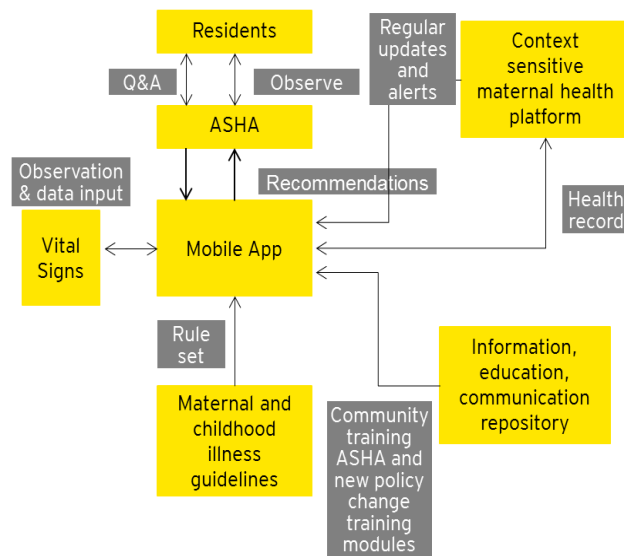 Residents
Q&A
Observe
Regular
updates
and
alerts
Context
sensitive
maternal health
platform
ASHA
Observation
& data input
Recommendations
Health
record
Vital
Signs
Mobile App
Rule
set
Information,
education,
communication
repository
Maternal and
childhood
illness
guidelines
Community
training
ASHA and
new policy
change
training
modules